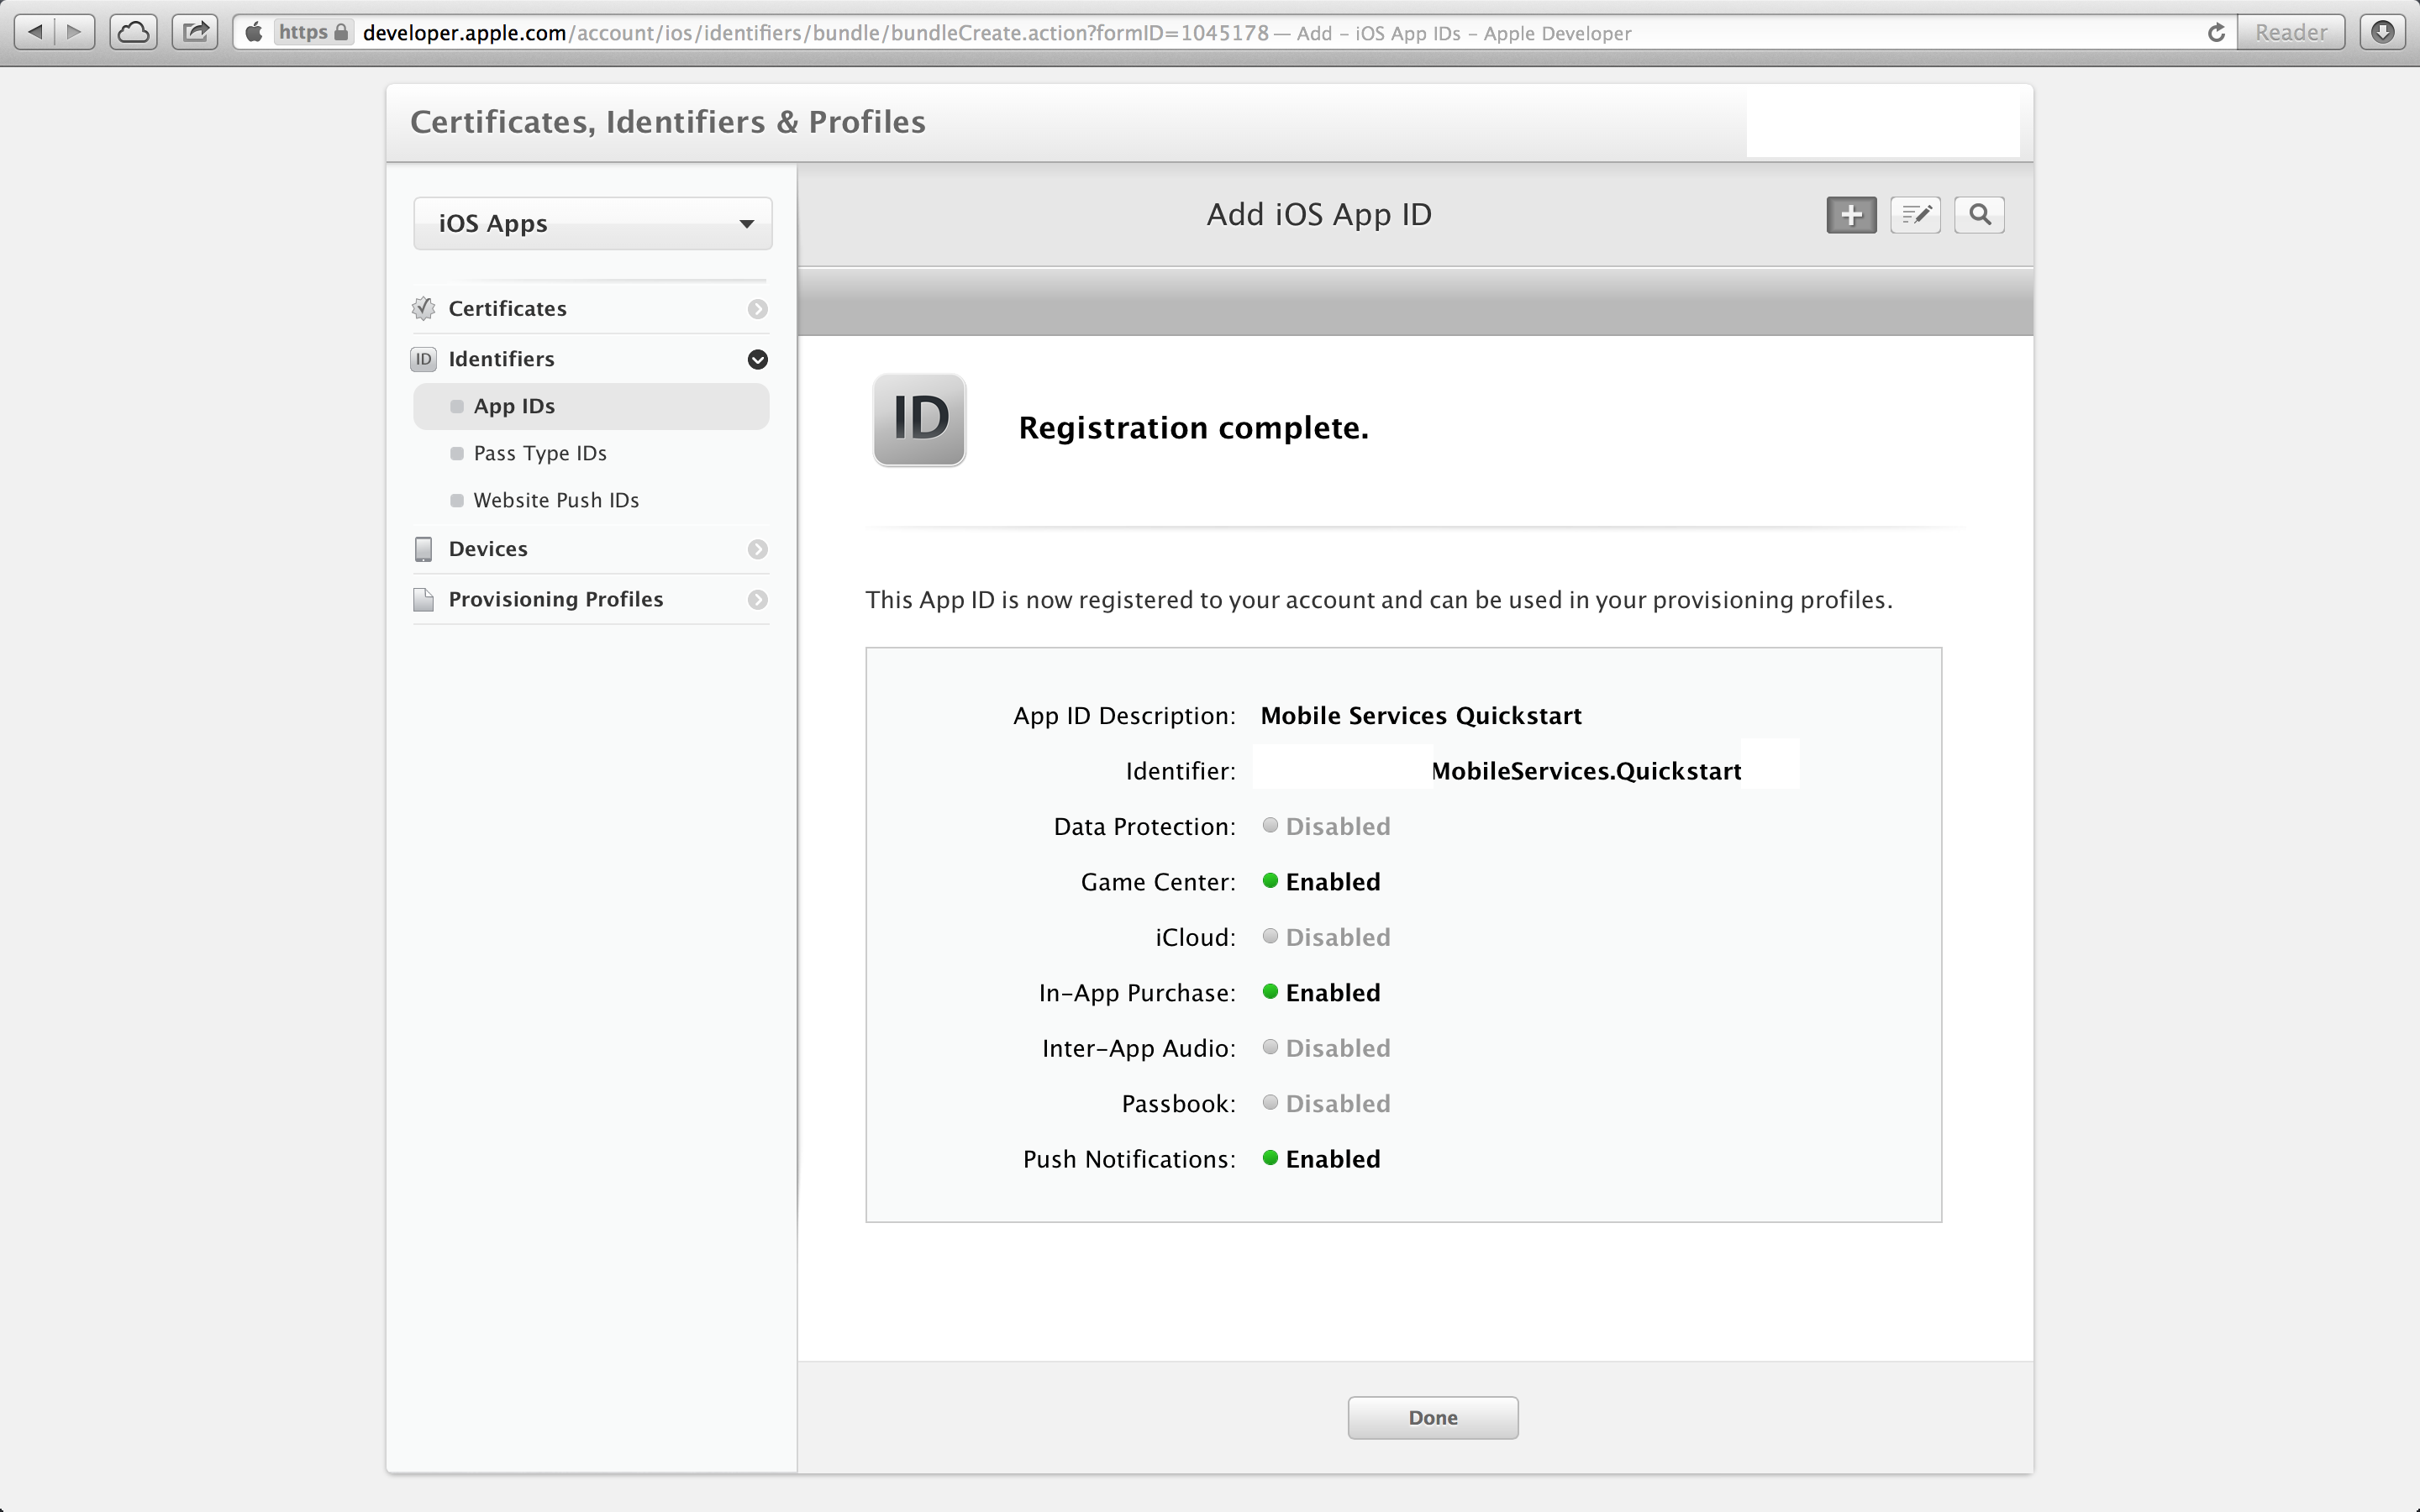 https developer.apple.com/account/ios/identifiers/bundle/bundleCreate.action?formID=1045178 — Add – iOS App IDs – Apple Developer Reader
Certificates, Identifiers & Profiles
iOS Apps
Certificates
ID Identifiers
App IDs
Pass Type IDs
Website Push IDs
Devices
Provisioning Profiles
Add iOS App ID
ID Registration complete.
This App ID is now registered to your account and can be used in your provisioning profiles.
App ID Description: Mobile Services Quickstart
Identifier: MobileServices.Quickstart
Data Protection: Disabled
Game Center: Enabled
iCloud: Disabled
In-App Purchase: Enabled
Inter-App Audio: Disabled
Passbook: Disabled
Push Notifications: Enabled
Done